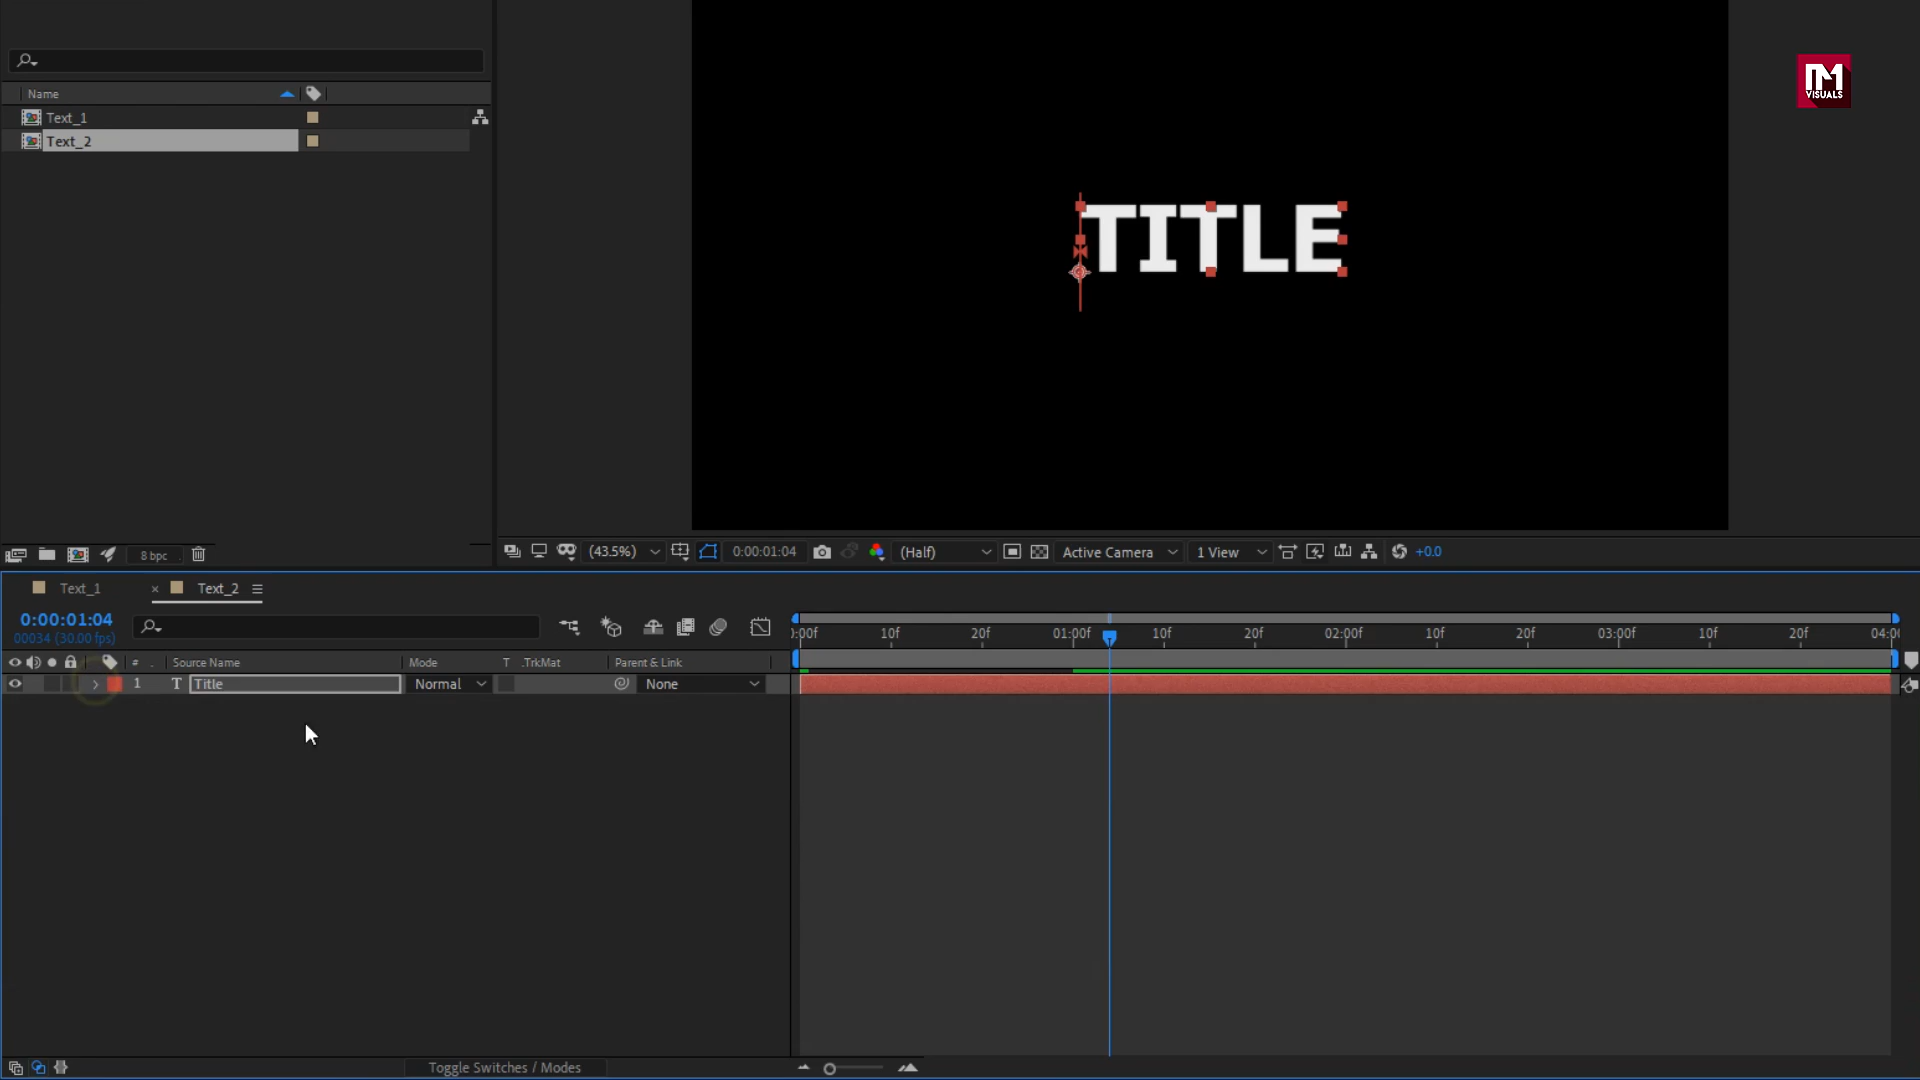 Name
Text_1
Text_2
TITLE
M
VISUALS
8 bpc
(43.5%)
0:00:01:04
(Half)
Active Camera
1 View
+0.0
Text_1
× Text_2
0:00:01:04
00034 (30.00 fps)
:00f 10f 20f 01:00f 10f 20f 02:00f 10f 20f 03:00f 10f 20f 04:0
# Source Name Mode T .TrkMat Parent & Link
1 T Title Normal None
Toggle Switches / Modes